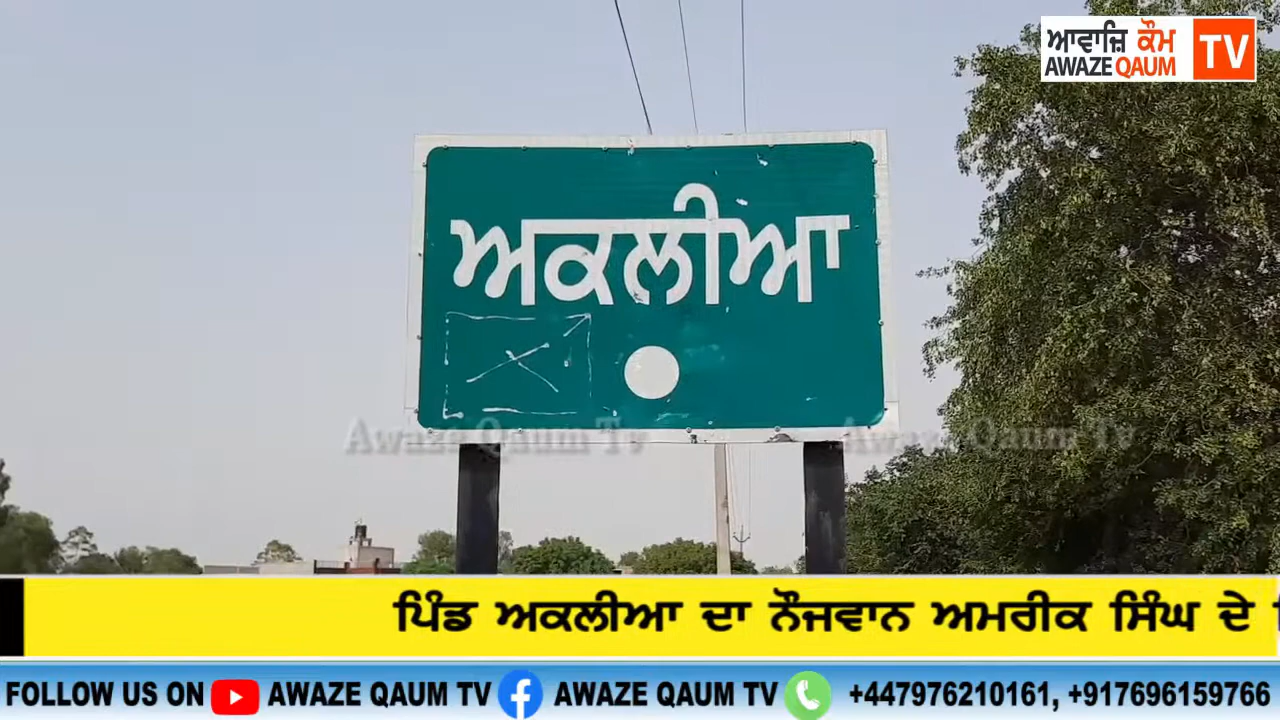 ਆਵਾਜ਼ਿ ਕੌਮ
AWAZE QAUM
TV
ਅਕਲੀਆ
Awaze Qaum Tv
Awaze Qaum Tv
ਪਿੰਡ ਅਕਲੀਆ ਦਾ ਨੌਜਵਾਨ ਅਮਰੀਕ ਸਿੰਘ ਦੇ
FOLLOW US ON AWAZE QAUM TV AWAZE QAUM TV +447976210161, +917696159766